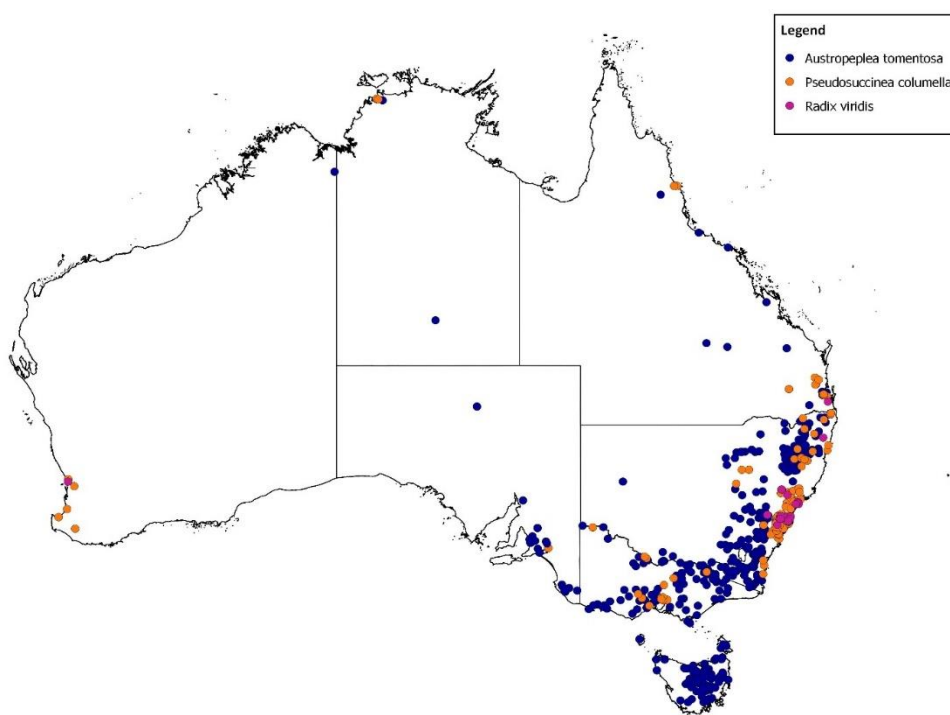 Legend
Austropeplea tomentosa
Pseudosuccinea columella
Radix viridis